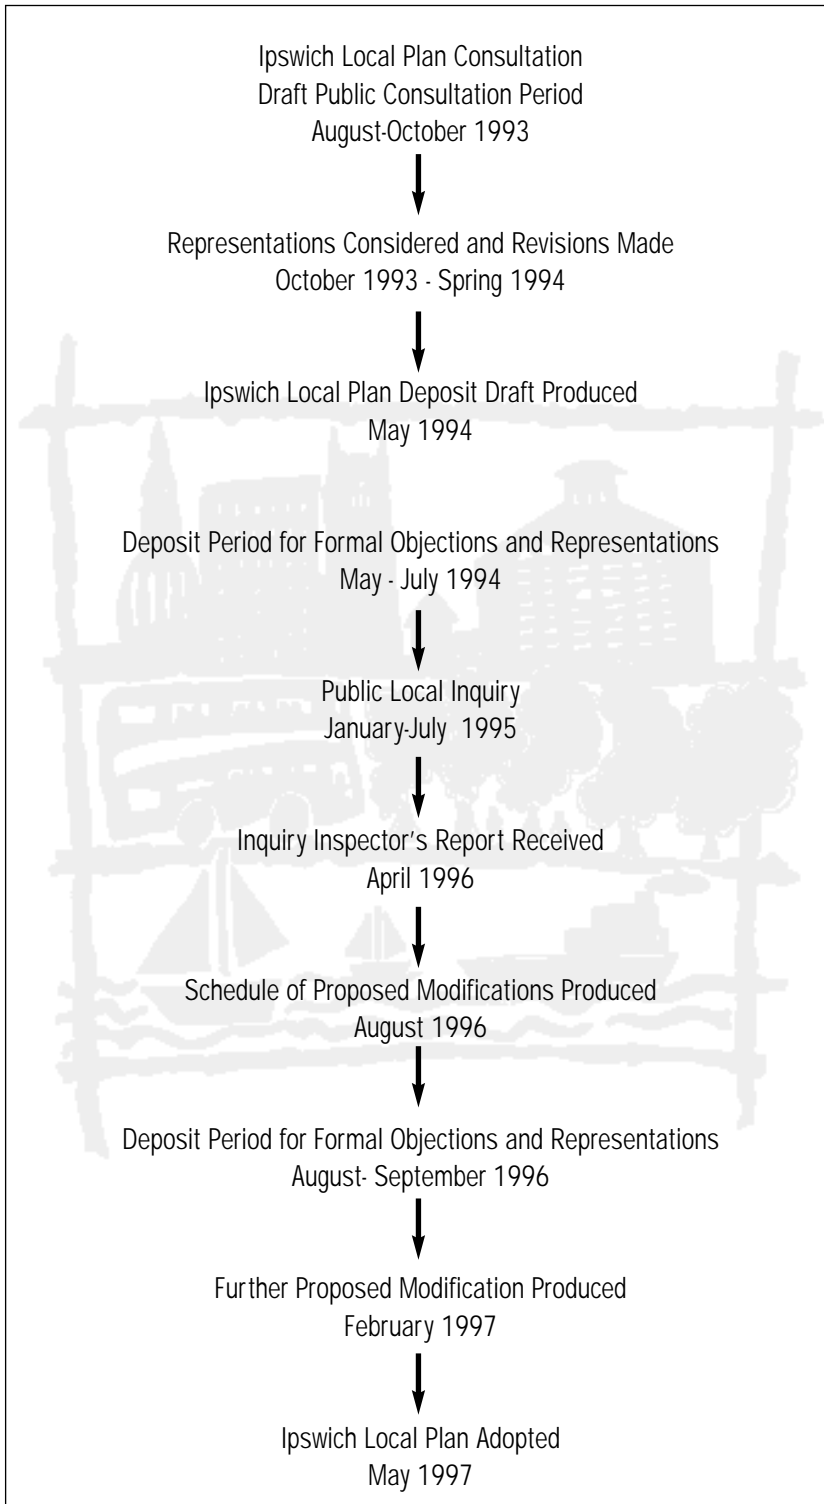 Ipswich Local Plan Consultation
Draft Public Consultation Period
August-October 1993
Representations Considered and Revisions Made
October 1993 - Spring 1994
Ipswich Local Plan Deposit Draft Produced
May 1994
Deposit Period for Formal Objections and Representations
May - July 1994
Public Local Inquiry
January-July 1995
Inquiry Inspector's Report Received
April 1996
Schedule of Proposed Modifications Produced
August 1996
Deposit Period for Formal Objections and Representations
August- September 1996
Further Proposed Modification Produced
February 1997
Ipswich Local Plan Adopted
May 1997